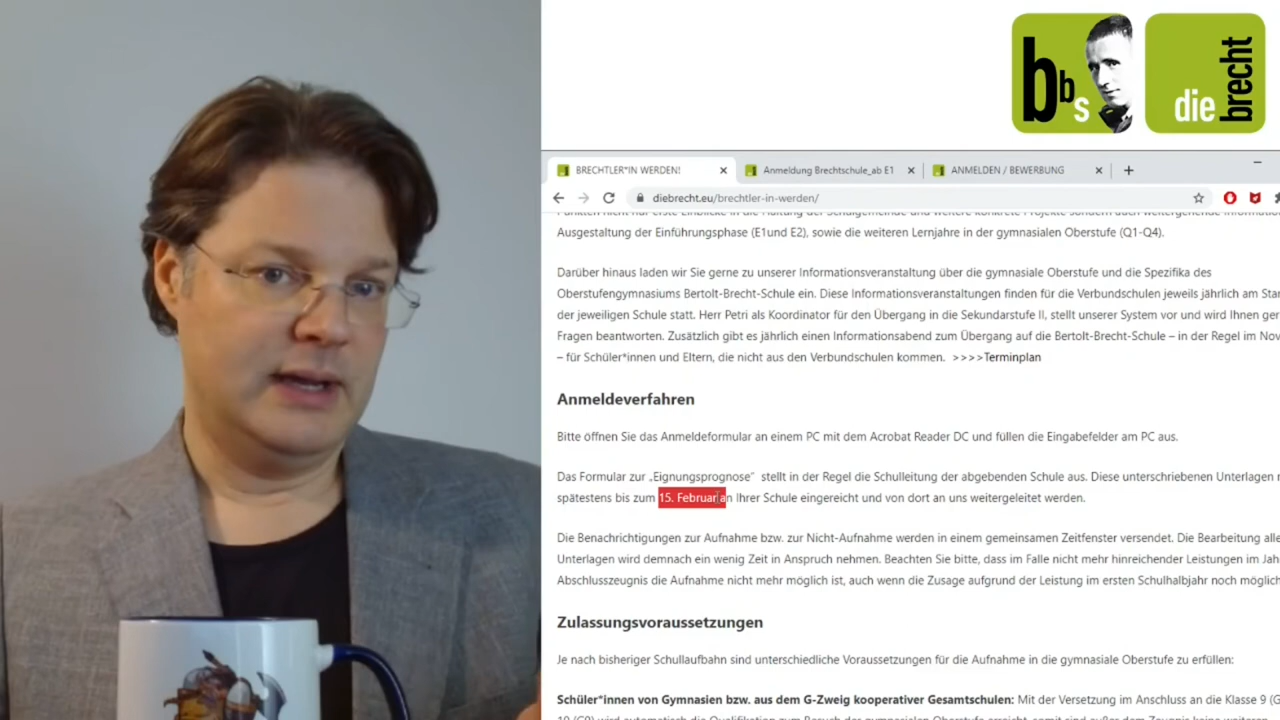 bbs
die brecht
BRECHTLER*IN WERDEN!
Anmeldung Brechtschule_ab E1
ANMELDEN / BEWERBUNG
diebrecht.eu/brechtler-in-werden/
Ausgestaltung der Einführungsphase (E1und E2), sowie die weiteren Lernjahre in der gymnasialen Oberstufe (Q1-Q4).
Darüber hinaus laden wir Sie gerne zu unserer Informationsveranstaltung über die gymnasiale Oberstufe und die Spezifika des
Oberstufengymnasiums Bertolt-Brecht-Schule ein. Diese Informationsveranstaltungen finden für die Verbundschulen jeweils jährlich am
der jeweiligen Schule statt. Herr Petri als Koordinator für den Übergang in die Sekundarstufe II, stellt unserer System vor und wird Ihnen
Fragen beantworten. Zusätzlich gibt es jährlich einen Informationsabend zum Übergang auf die Bertolt-Brecht-Schule – in der Regel im
– für Schüler*innen und Eltern, die nicht aus den Verbundschulen kommen. >>>>Terminplan
Anmeldeverfahren
Bitte öffnen Sie das Anmeldeformular an einem PC mit dem Acrobat Reader DC und füllen die Eingabefelder am PC aus.
Das Formular zur „Eignungsprognose“ stellt in der Regel die Schulleitung der abgebenden Schule aus. Diese unterschriebenen Unterlagen
spätestens bis zum 15. Februar an Ihrer Schule eingereicht und von dort an uns weitergeleitet werden.
Die Benachrichtigungen zur Aufnahme bzw. zur Nicht-Aufnahme werden in einem gemeinsamen Zeitfenster versendet. Die Bearbeitung
Unterlagen wird demnach ein wenig Zeit in Anspruch nehmen. Beachten Sie bitte, dass im Falle nicht mehr hinreichender Leistungen im
Abschlusszeugnis die Aufnahme nicht mehr möglich ist, auch wenn die Zusage aufgrund der Leistung im ersten Schulhalbjahr noch möglich
Zulassungsvoraussetzungen
Je nach bisheriger Schullaufbahn sind unterschiedliche Voraussetzungen für die Aufnahme in die gymnasiale Oberstufe zu erfüllen:
Schüler*innen von Gymnasien bzw. aus dem G-Zweig kooperativer Gesamtschulen: Mit der Versetzung im Anschluss an die Klasse 9